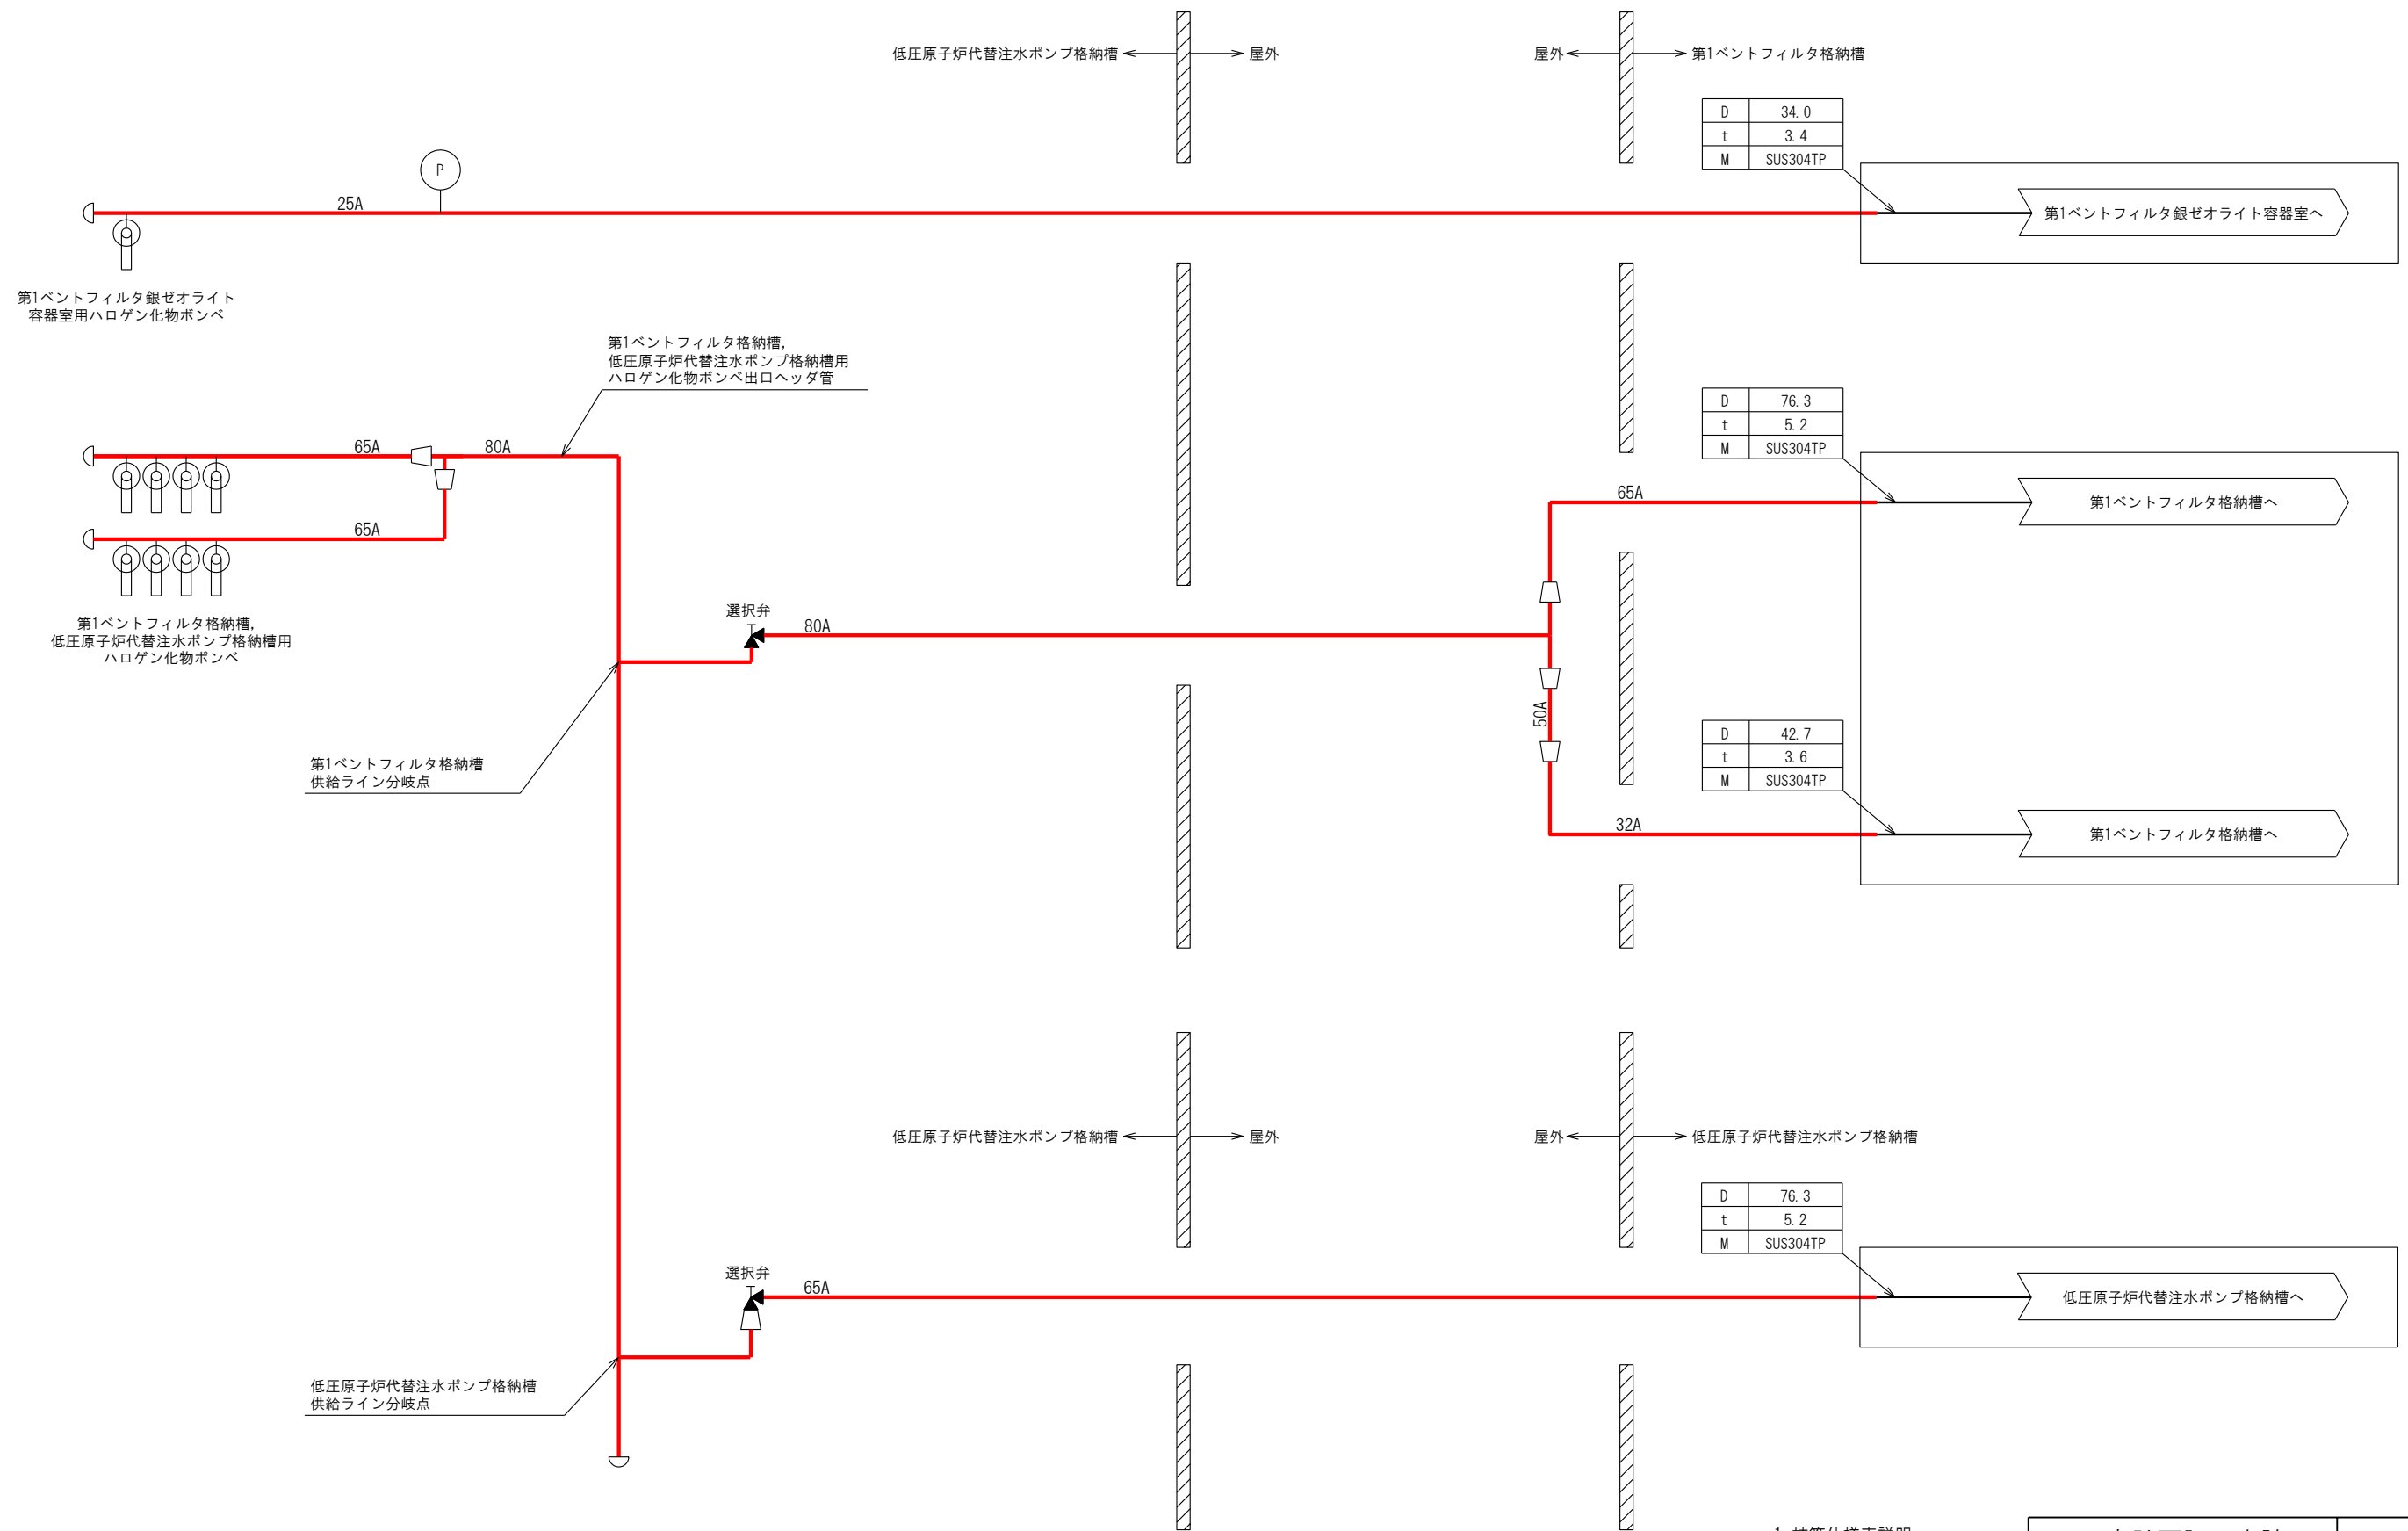 低圧原子炉代替注水ポンプ格納槽
屋外
屋外
第1ベントフィルタ格納槽
D 34.0
t 3.4
M SUS304TP
P
25A
第1ベントフィルタ銀ゼオライト容器室へ
第1ベントフィルタ銀ゼオライト
容器室用ハロゲン化物ボンベ
第1ベントフィルタ格納槽,
低圧原子炉代替注水ポンプ格納槽用
ハロゲン化物ボンベ出口ヘッダ管
D 76.3
t 5.2
M SUS304TP
65A
80A
65A
第1ベントフィルタ格納槽へ
65A
選択弁
80A
第1ベントフィルタ格納槽,
低圧原子炉代替注水ポンプ格納槽用
ハロゲン化物ボンベ
50A
D 42.7
t 3.6
M SUS304TP
第1ベントフィルタ格納槽
供給ライン分岐点
32A
第1ベントフィルタ格納槽へ
低圧原子炉代替注水ポンプ格納槽
屋外
屋外
低圧原子炉代替注水ポンプ格納槽
D 76.3
t 5.2
M SUS304TP
選択弁
65A
低圧原子炉代替注水ポンプ格納槽へ
低圧原子炉代替注水ポンプ格納槽
供給ライン分岐点